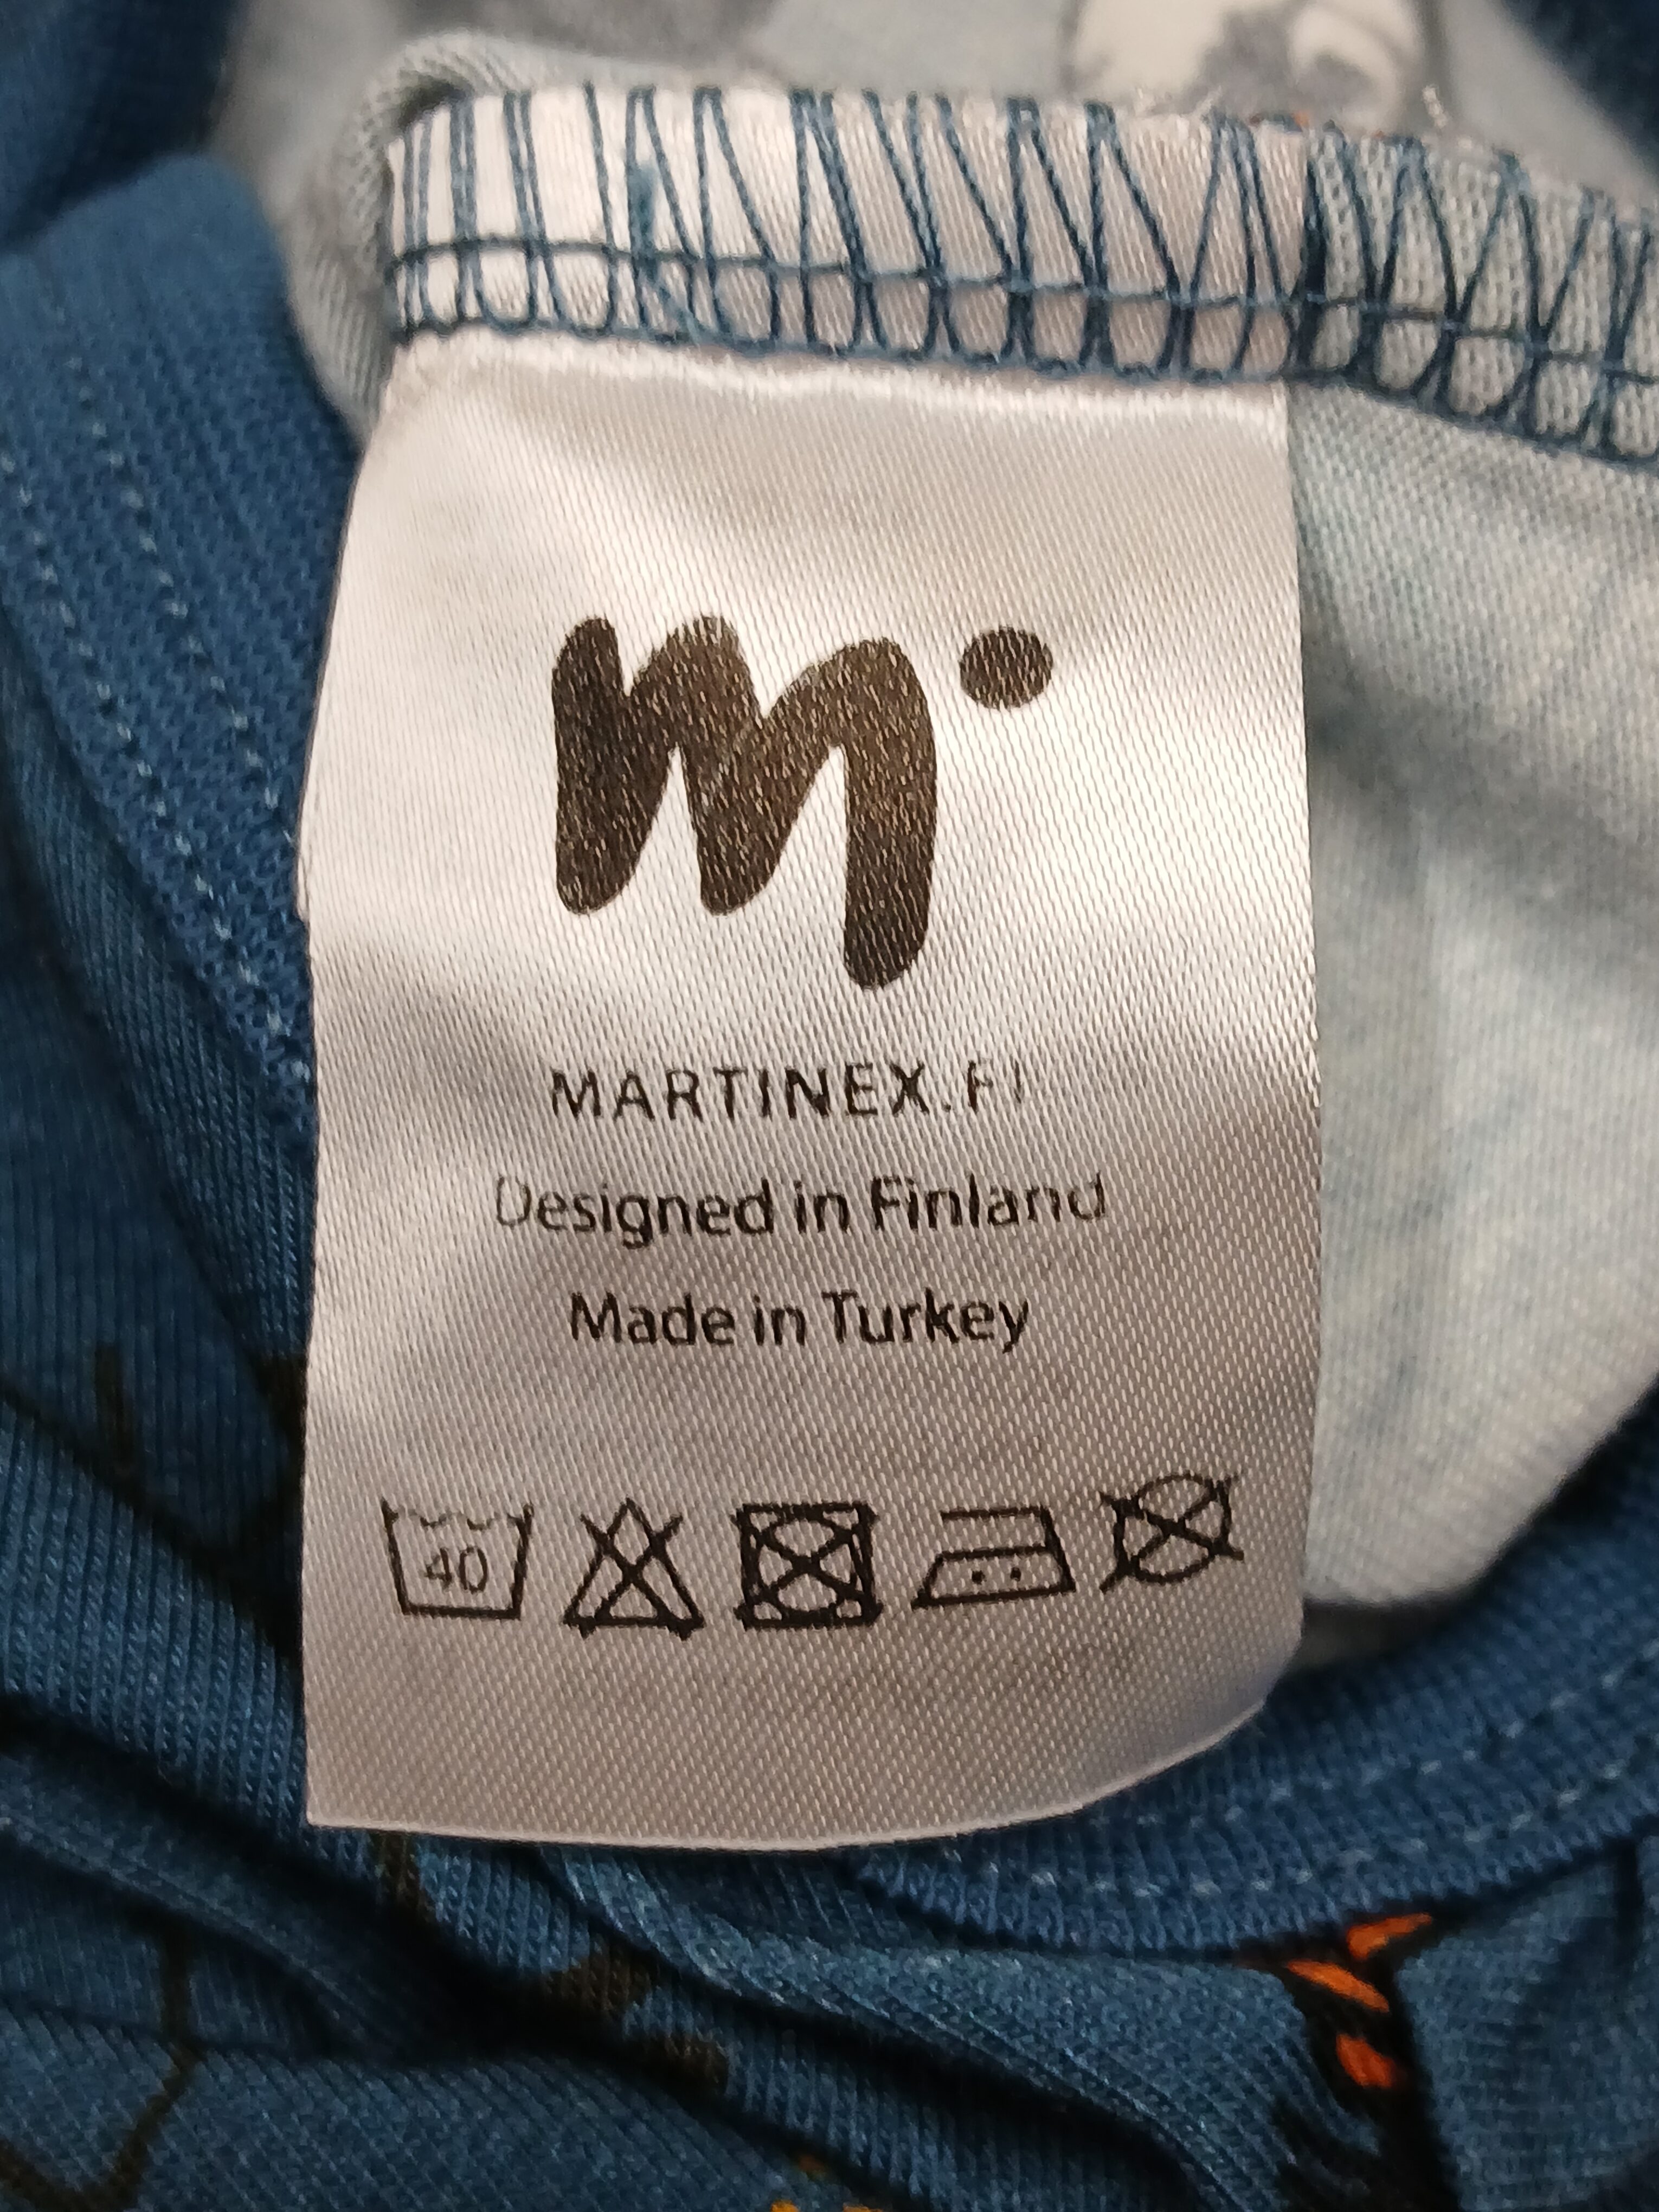 m
MARTINEX.FI
Designed in Finland
Made in Turkey
40